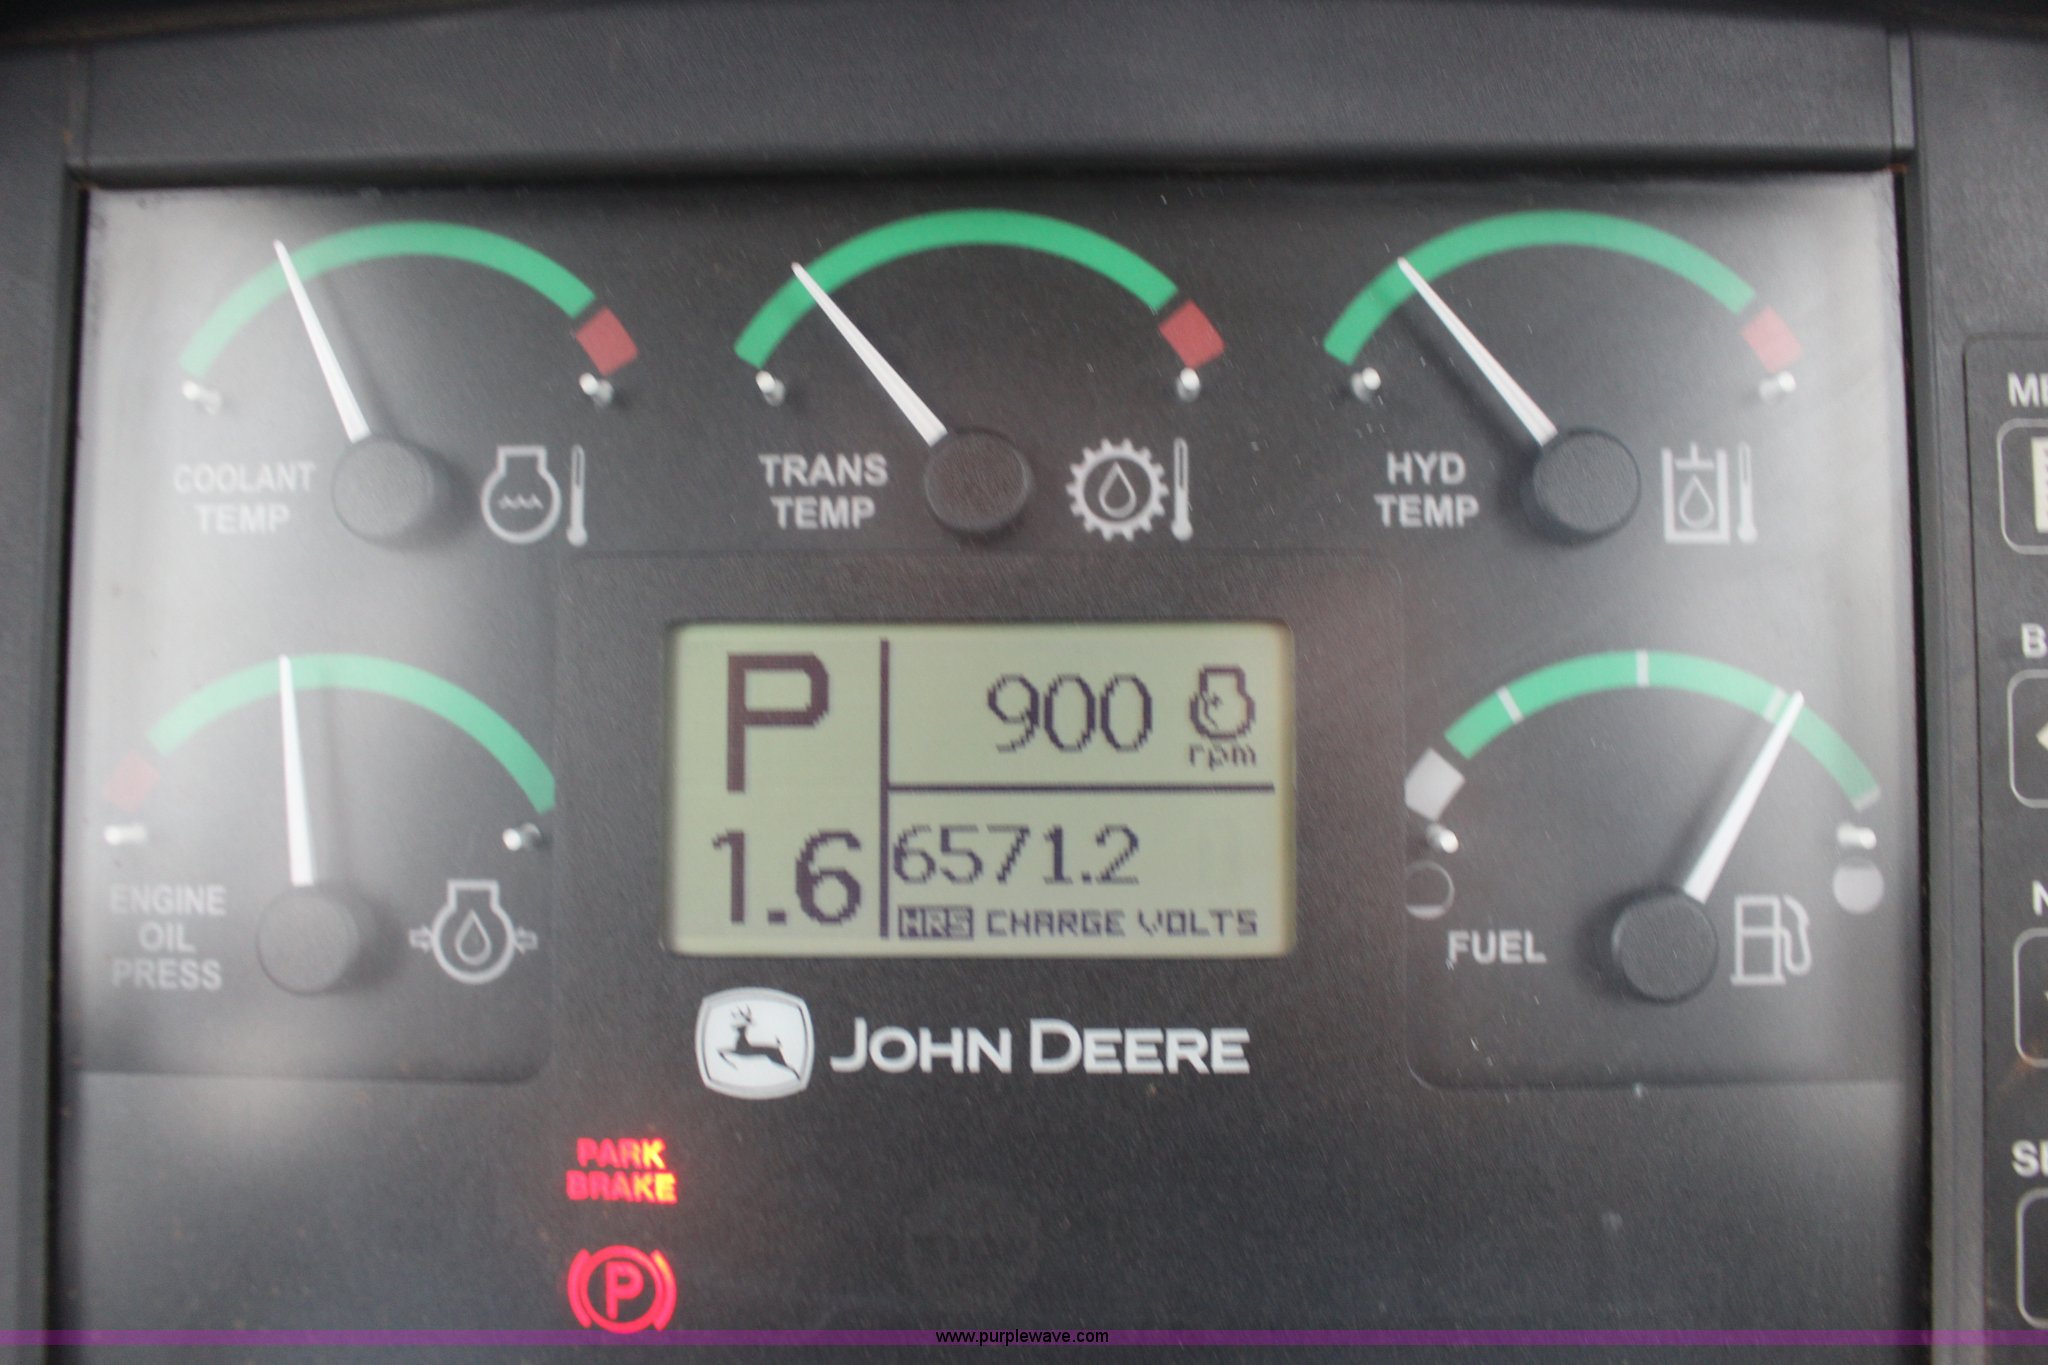 COOLANT
TEMP
TRANS
TEMP
HYD
TEMP
P
900
rpm
1.6
6571.2
HRS CHARGE VOLTS
ENGINE
OIL
PRESS
FUEL
JOHN DEERE
PARK
BRAKE
P
www.purplewave.com